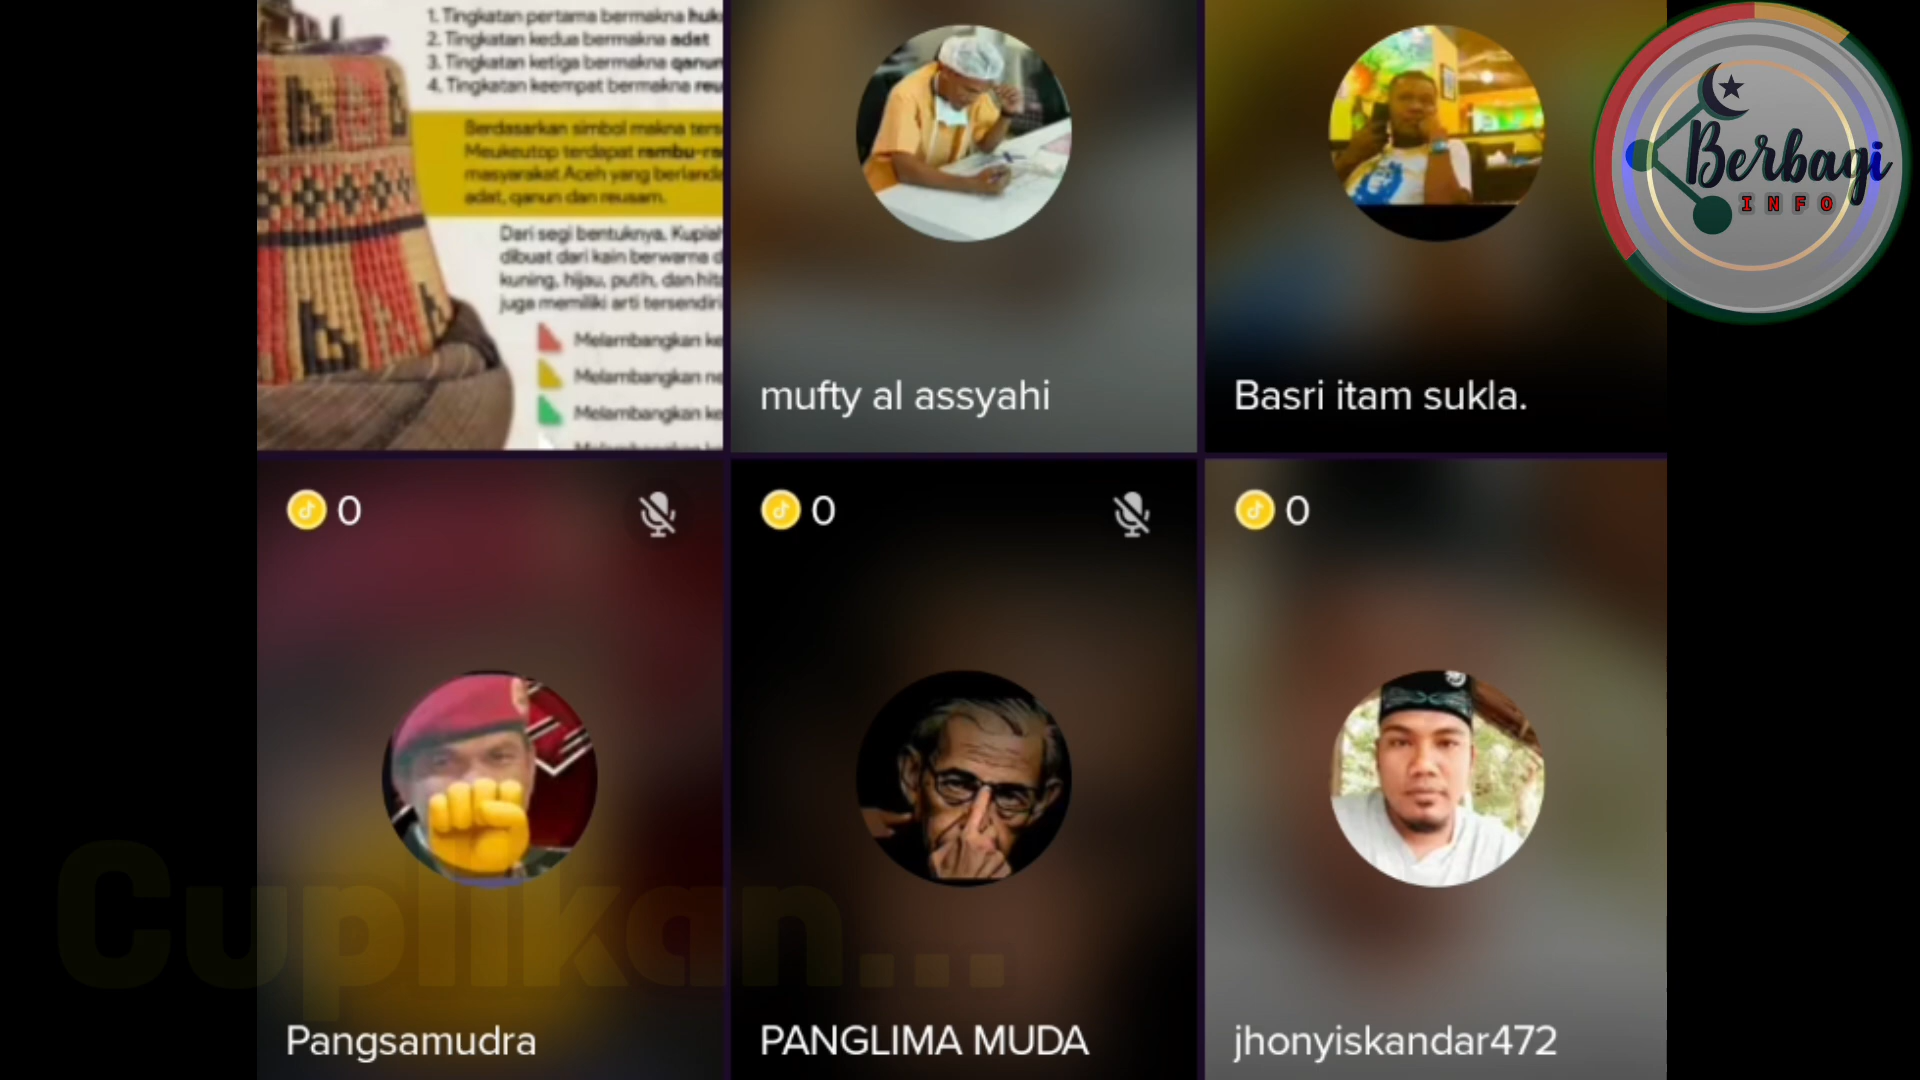 1. Tingkatan pertama bermakna
2. Tingkatan kedua bermakna adat
3. Tingkatan ketiga bermakna
4. Tingkatan keempat bermakna
Berdasarkan simbol makna
Meukeutop terdapat
masyarakat Aceh yang
adat, qanun dan reusam.
Dari segi bentuknya,
dibuat dari kain berwarna
kuning, hijau, putih, dan
juga memiliki arti
Melambangkan
Melambangkan
Melambangkan
mufty al assyahi
Basri itam sukla.
Berbagi
INFO
0
0
0
Cuplikan...
Pangsamudra
PANGLIMA MUDA
jhonyiskandar472